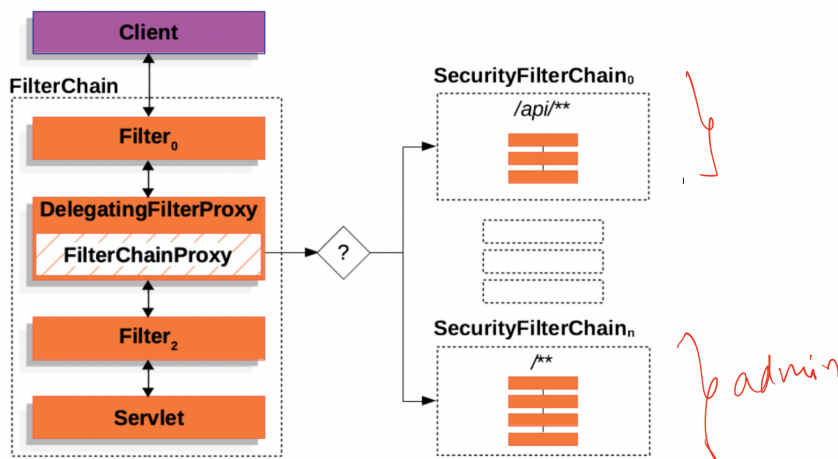 Client
FilterChain
Filter0
DelegatingFilterProxy
FilterChainProxy
Filter2
Servlet
?
SecurityFilterChain0
/api/**
SecurityFilterChainn
/**
admin